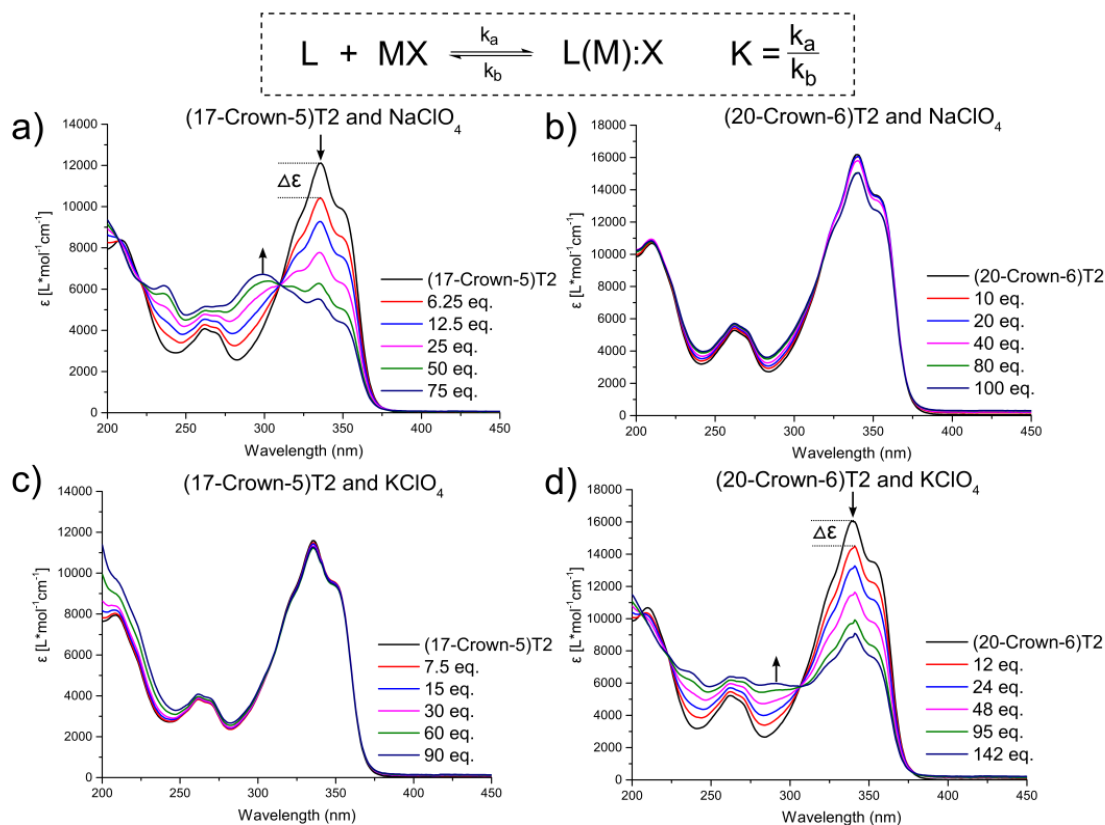 L + MX ka kb L(M):X K = ka/kb
a)
(17-Crown-5)T2 and NaClO4
14000
12000
10000
8000
6000
4000
2000
0
ε [L*mol-1cm-1]
Δε
(17-Crown-5)T2
6.25 eq.
12.5 eq.
25 eq.
50 eq.
75 eq.
200 250 300 350 400 450
Wavelength (nm)
b)
(20-Crown-6)T2 and NaClO4
18000
16000
14000
12000
10000
8000
6000
4000
2000
0
ε [L*mol-1cm-1]
(20-Crown-6)T2
10 eq.
20 eq.
40 eq.
80 eq.
100 eq.
200 250 300 350 400 450
Wavelength (nm)
c)
(17-Crown-5)T2 and KClO4
14000
12000
10000
8000
6000
4000
2000
0
ε [L*mol-1cm-1]
(17-Crown-5)T2
7.5 eq.
15 eq.
30 eq.
60 eq.
90 eq.
200 250 300 350 400 450
Wavelength (nm)
d)
(20-Crown-6)T2 and KClO4
18000
16000
14000
12000
10000
8000
6000
4000
2000
0
ε [L*mol-1cm-1]
Δε
(20-Crown-6)T2
12 eq.
24 eq.
48 eq.
95 eq.
142 eq.
200 250 300 350 400 450
Wavelength (nm)